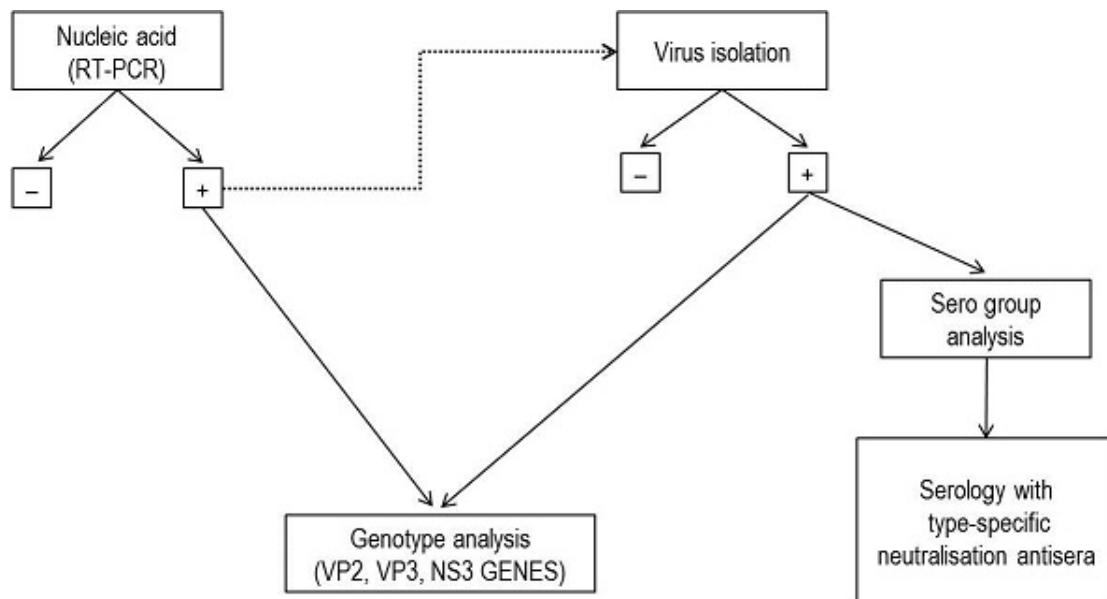 Nucleic acid
(RT-PCR)
Virus isolation
–
+
–
+
Sero group
analysis
Genotype analysis
(VP2, VP3, NS3 GENES)
Serology with
type-specific
neutralisation antisera